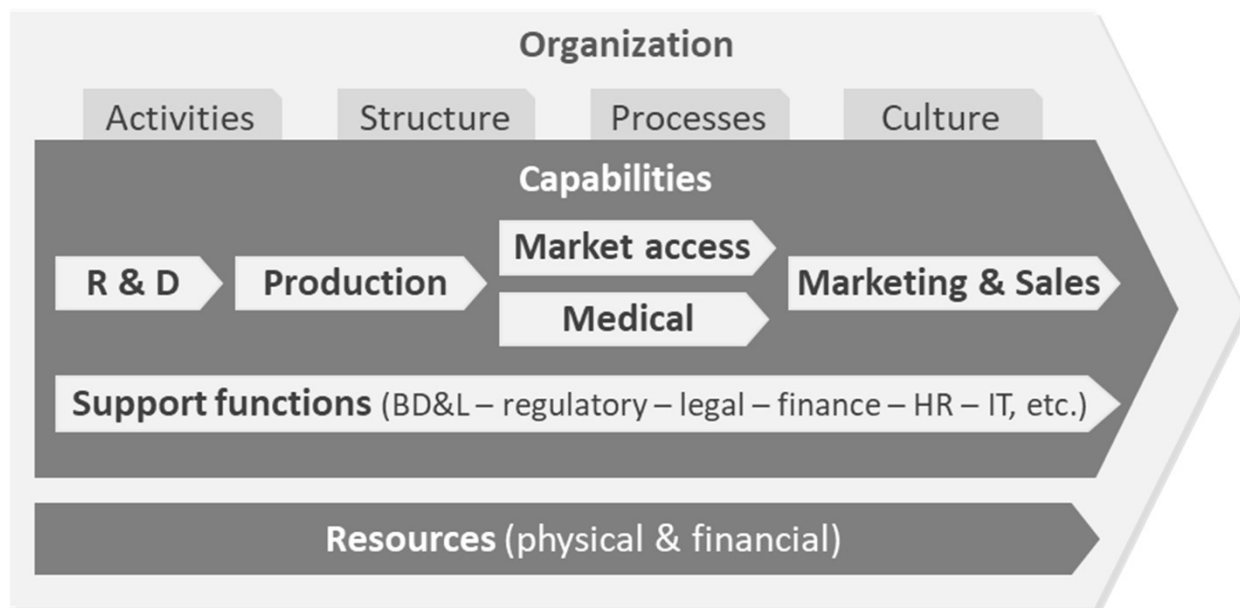 Organization
Activities
Structure
Processes
Culture
Capabilities
R & D
Production
Market access
Medical
Marketing & Sales
Support functions (BD&L – regulatory – legal – finance – HR – IT, etc.)
Resources (physical & financial)